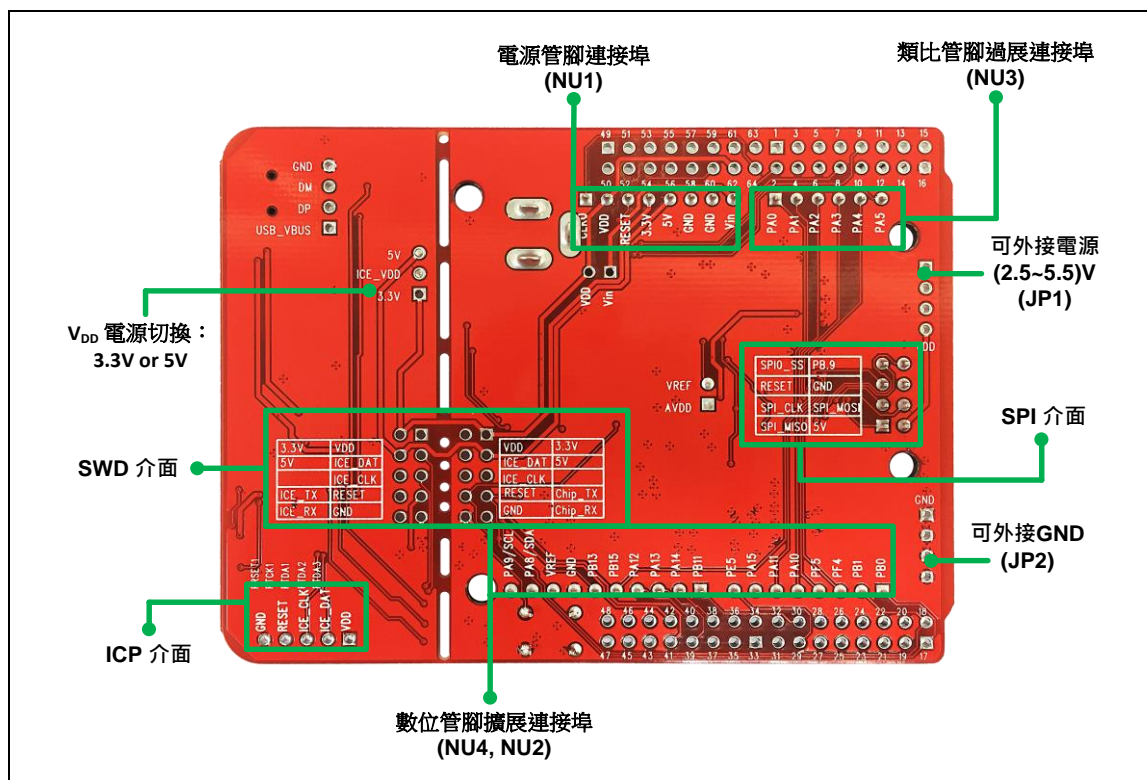 電源管腳連接埠
(NU1)
類比管腳過展連接埠
(NU3)
49 51 53 55 57 59 61 63 1 3 5 7 9 11 13 15
50 52 54 56 58 60 62 64 2 4 6 8 10 12 14 16
VDD
RESET
3.3V
5V
GND
GND
Vin
PA0
PA1
PA2
PA3
PA4
PA5
GND
DM
DP
USB_VBUS
5V
ICE_VDD
3.3V
VDD
Vin
可外接電源
(2.5~5.5)V
(JP1)
VDD 電源切換：
3.3V or 5V
VREF
AVDD
SPI0_SS PB.9
RESET GND
SPI_CLK SPI_MOSI
SPI_MISO 5V
SPI 介面
SWD 介面
3.3V VDD
5V ICE_DAT
ICE_CLK
ICE_TX RESET
ICE_RX GND
VDD 3.3V
ICE_DAT 5V
ICE_CLK
RESET Chip_TX
GND Chip_RX
GND
可外接GND
(JP2)
PA9/SCL
PA8/SDA
VREF
GND
PB13
PB15
PA12
PA13
PA14
PB11
PE5
PA15
PA11
PA10
PF5
PF4
PB1
PB0
GND
RESET
ICE_CLK
ICE_DAT
VDD
ICP 介面
48 46 44 42 40 38 36 34 32 30 28 26 24 22 20 18
47 45 43 41 39 37 35 33 31 29 27 25 23 21 19 17
數位管腳擴展連接埠
(NU4, NU2)